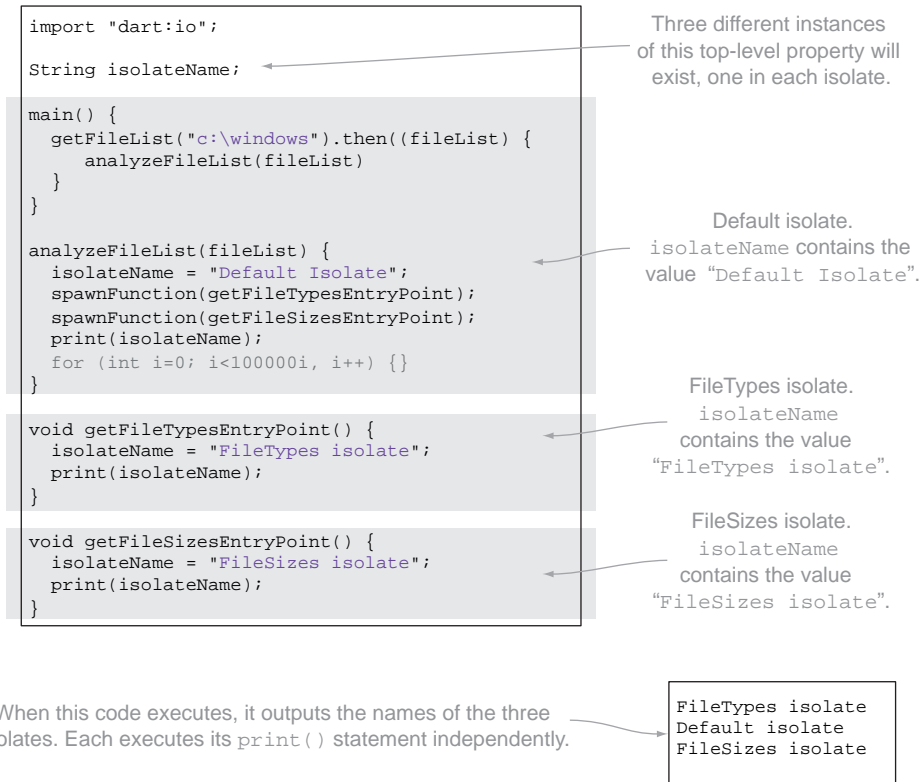 import "dart:io";
String isolateName;
Three different instances
of this top-level property will
exist, one in each isolate.
main() {
getFileList("c:\windows").then((fileList) {
analyzeFileList(fileList)
}
}
analyzeFileList(fileList) {
isolateName = "Default Isolate";
spawnFunction(getFileTypesEntryPoint);
spawnFunction(getFileSizesEntryPoint);
print(isolateName);
for (int i=0; i<100000i, i++) {}
}
Default isolate.
isolateName contains the
value “Default Isolate”.
void getFileTypesEntryPoint() {
isolateName = "FileTypes isolate";
print(isolateName);
}
FileTypes isolate.
isolateName
contains the value
“FileTypes isolate”.
void getFileSizesEntryPoint() {
isolateName = "FileSizes isolate";
print(isolateName);
}
FileSizes isolate.
isolateName
contains the value
“FileSizes isolate”.
When this code executes, it outputs the names of the three
olates. Each executes its print() statement independently.
FileTypes isolate
Default isolate
FileSizes isolate